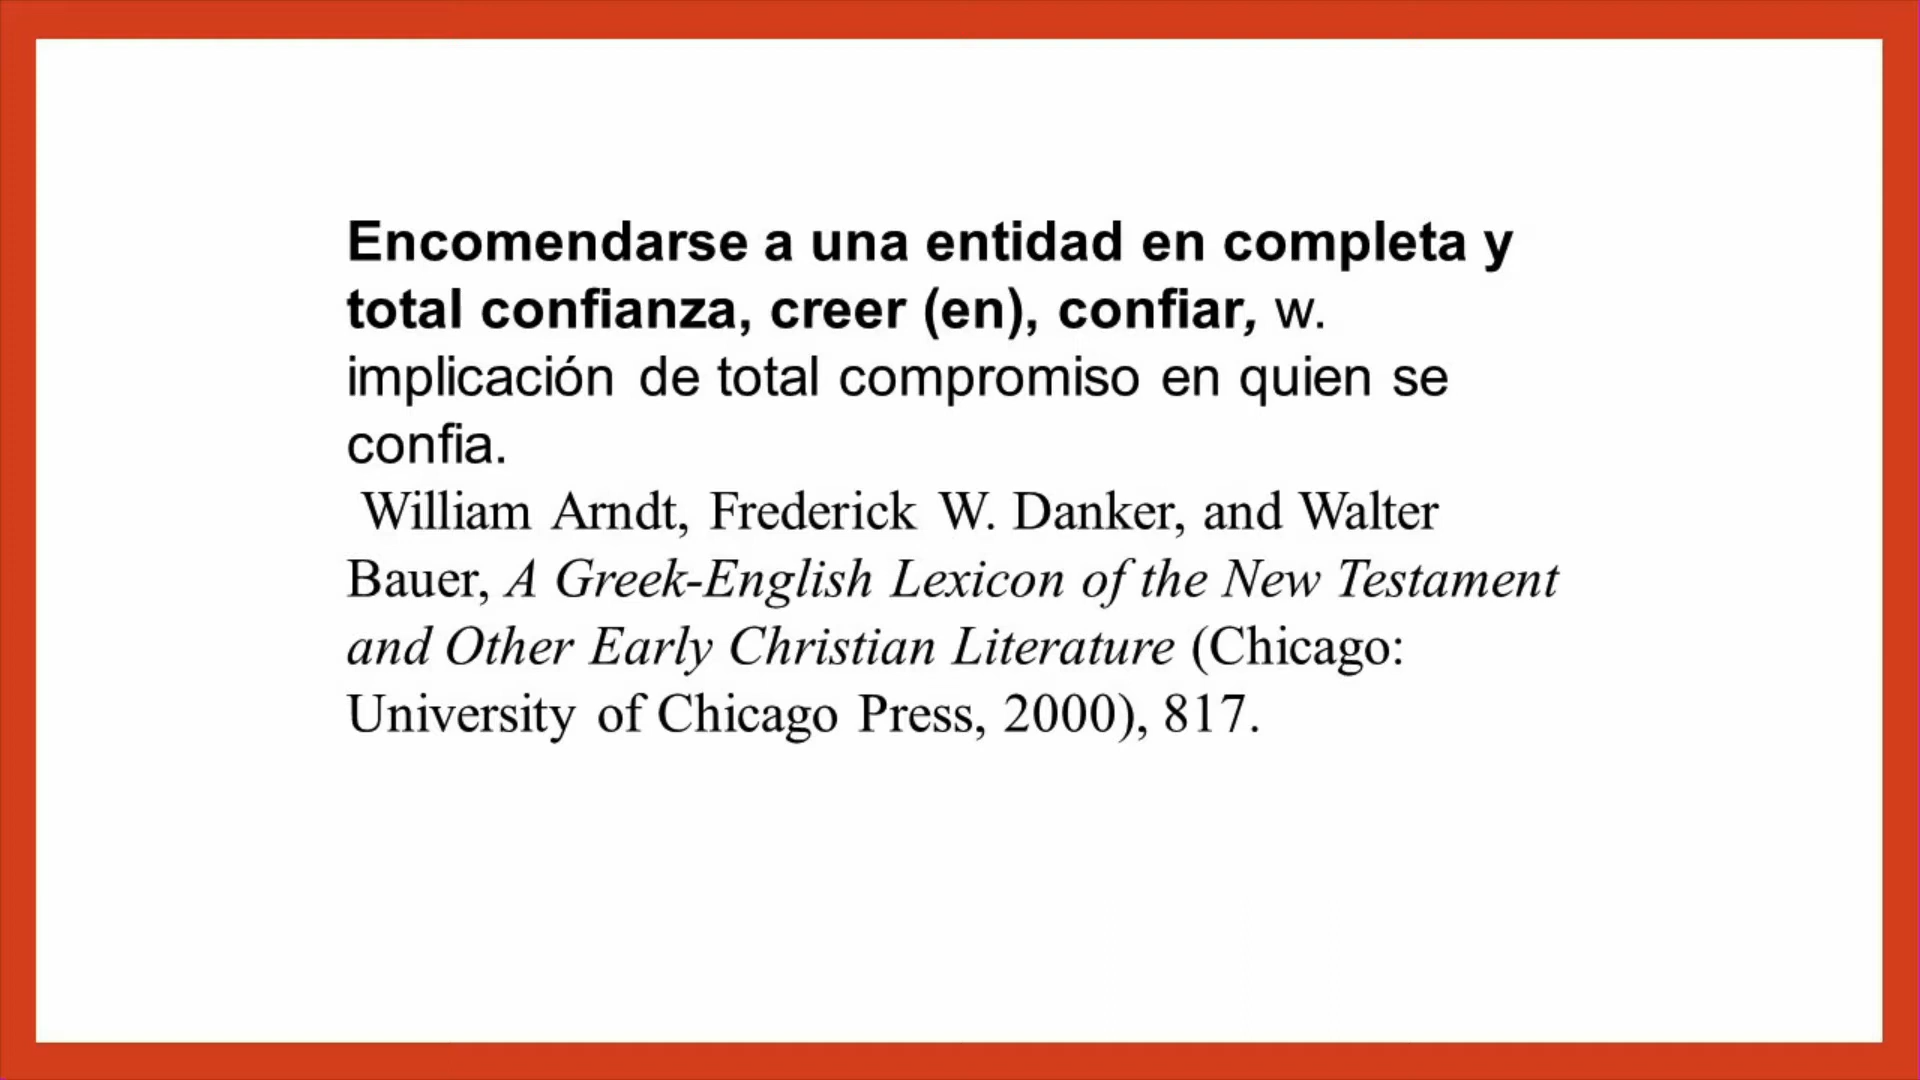 Encomendarse a una entidad en completa y
total confianza, creer (en), confiar, w.
implicación de total compromiso en quien se
confia.
William Arndt, Frederick W. Danker, and Walter
Bauer, A Greek-English Lexicon of the New Testament
and Other Early Christian Literature (Chicago:
University of Chicago Press, 2000), 817.